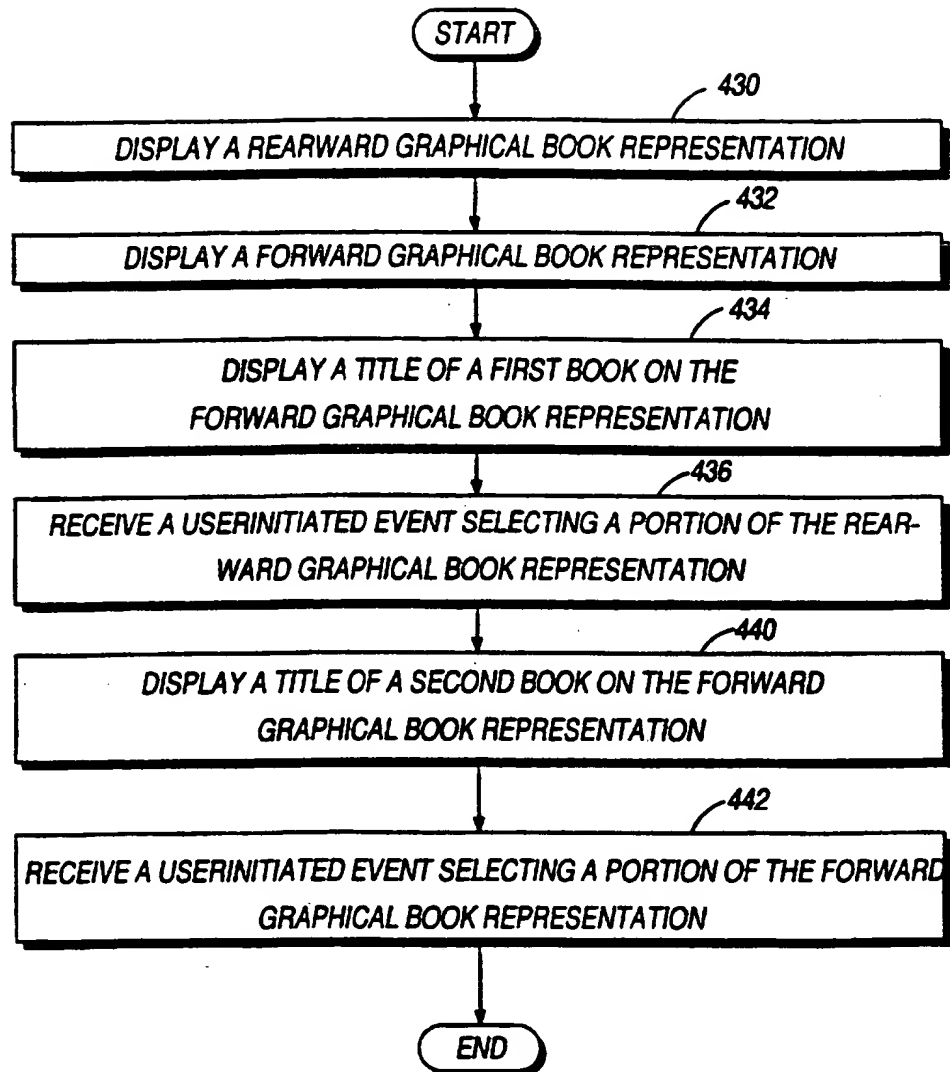 START
430
DISPLAY A REARWARD GRAPHICAL BOOK REPRESENTATION
432
DISPLAY A FORWARD GRAPHICAL BOOK REPRESENTATION
434
DISPLAY A TITLE OF A FIRST BOOK ON THE
FORWARD GRAPHICAL BOOK REPRESENTATION
436
RECEIVE A USERINITIATED EVENT SELECTING A PORTION OF THE REAR-
WARD GRAPHICAL BOOK REPRESENTATION
440
DISPLAY A TITLE OF A SECOND BOOK ON THE FORWARD
GRAPHICAL BOOK REPRESENTATION
442
RECEIVE A USERINITIATED EVENT SELECTING A PORTION OF THE FORWARD
GRAPHICAL BOOK REPRESENTATION
END